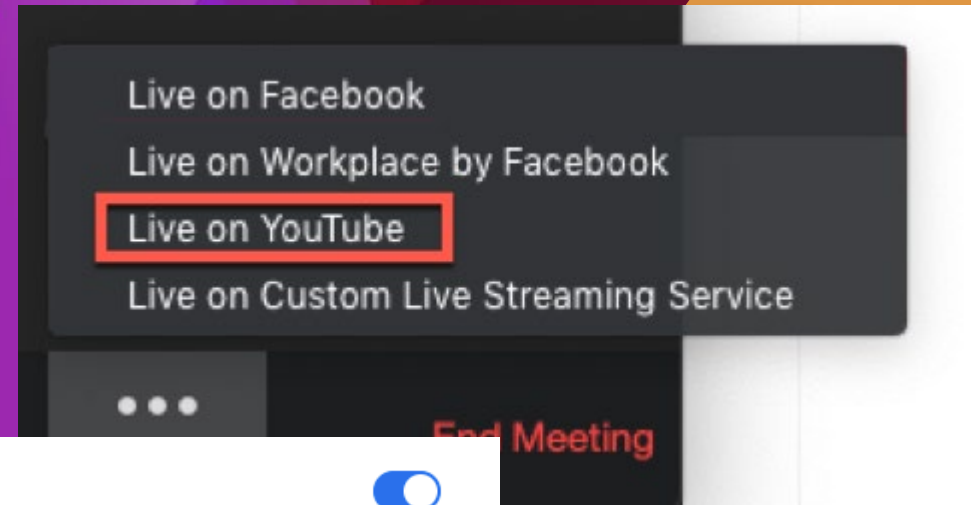 Live on Facebook
Live on Workplace by Facebook
Live on YouTube
Live on Custom Live Streaming Service
End Meeting